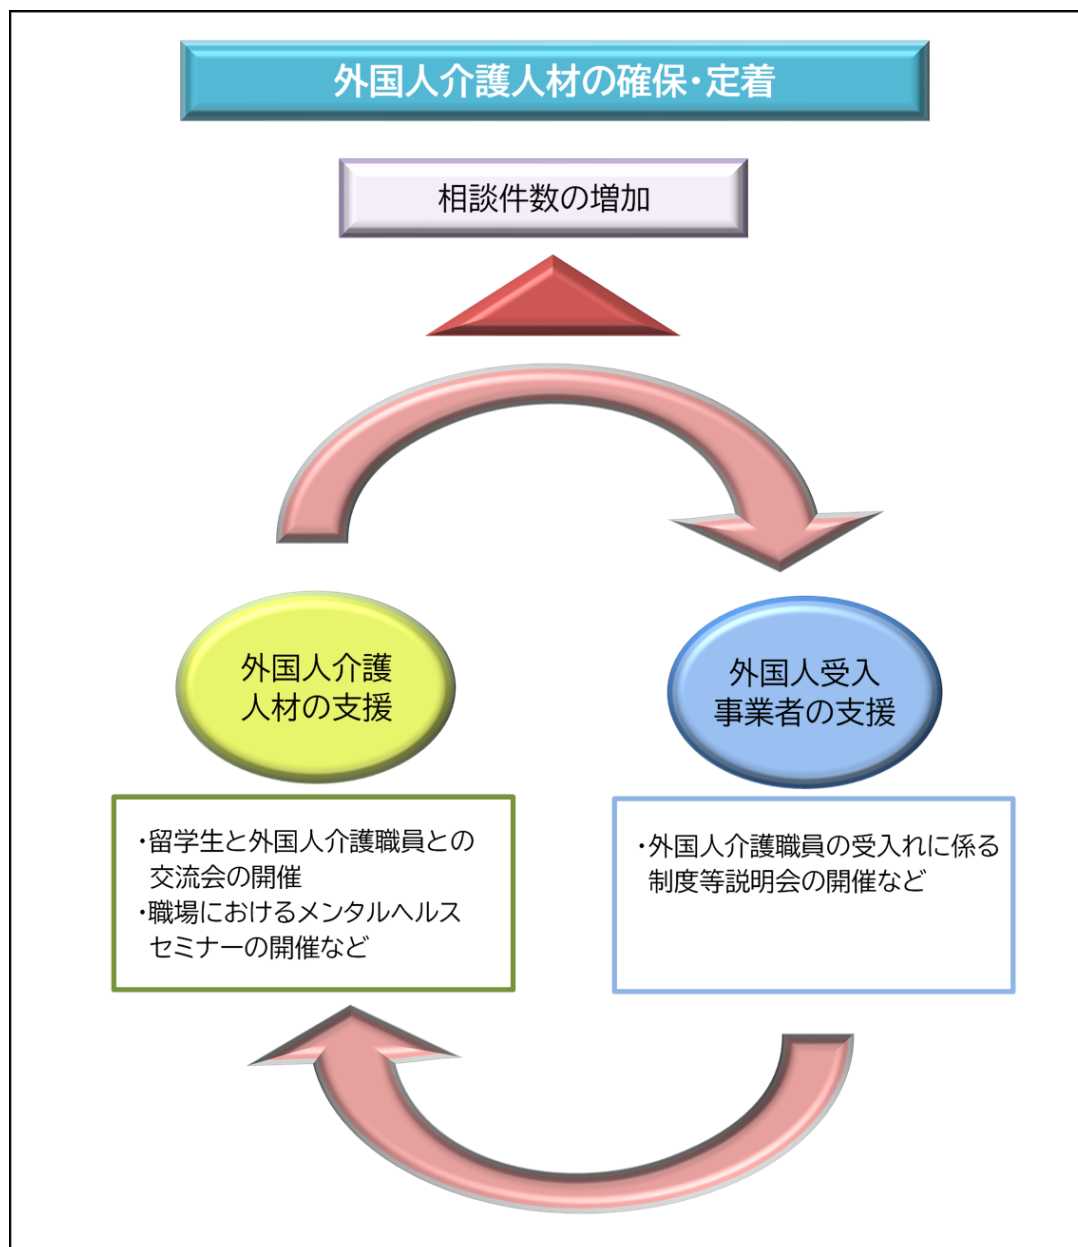 外国人介護人材の確保・定着
相談件数の増加
外国人介護
人材の支援
・留学生と外国人介護職員との
交流会の開催
・職場におけるメンタルヘルス
セミナーの開催など
外国人受入
事業者の支援
・外国人介護職員の受入れに係る
制度等説明会の開催など